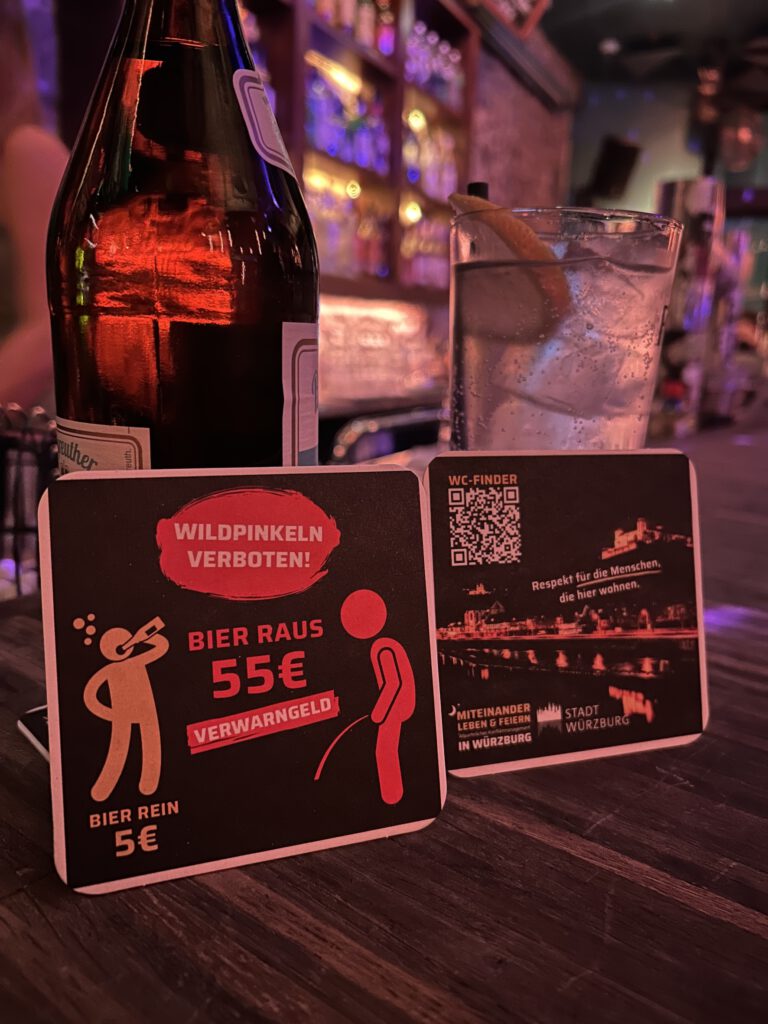 reuther
WILDPINKELN
VERBOTEN!
BIER RAUS
55€
VERWARNGELD
BIER REIN
5€
WC-FINDER
Respekt für die Menschen,
die hier wohnen.
MITEINANDER
LEBEN & FEIERN
IN WÜRZBURG
STADT
WÜRZBURG